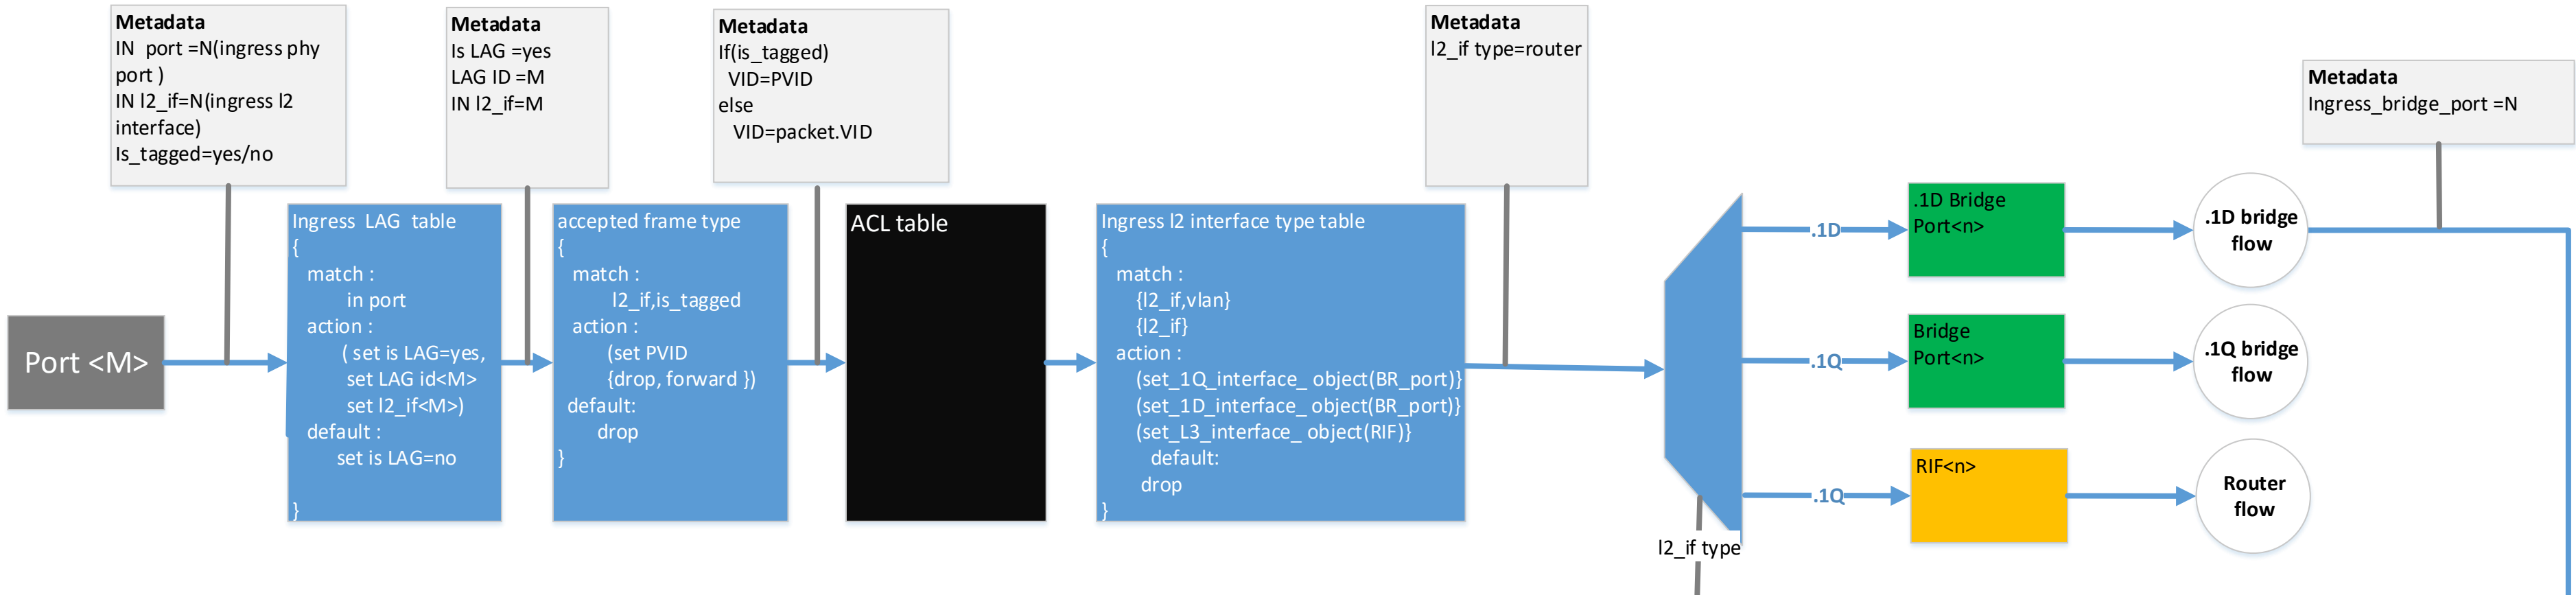 Metadata
IN  port =N(ingress phy
port )
IN l2_if=N(ingress l2
interface)
Is_tagged=yes/no
Metadata
Is LAG =yes
LAG ID =M
IN l2_if=M
Metadata
If(is_tagged)
VID=PVID
else
VID=packet.VID
Metadata
l2_if type=router
Metadata
Ingress_bridge_port =N
Port <M>
Ingress  LAG  table
{
match :
in port
action :
( set is LAG=yes,
set LAG id<M>
set l2_if<M>)
default :
set is LAG=no
}
accepted frame type
{
match :
l2_if,is_tagged
action :
(set PVID
{drop, forward })
default:
drop
}
ACL table
Ingress l2 interface type table
{
match :
{l2_if,vlan}
{l2_if}
action :
(set_1Q_interface_ object(BR_port)}
(set_1D_interface_ object(BR_port)}
(set_L3_interface_ object(RIF)}
default:
drop
}
l2_if type
.1D
.1D Bridge
Port<n>
.1D bridge
flow
.1Q
Bridge
Port<n>
.1Q bridge
flow
.1Q
RIF<n>
Router
flow